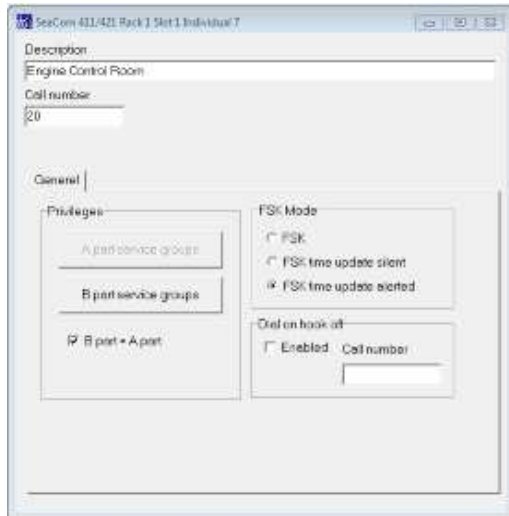 SeaCom 411/421 Rack 1 Slot 1 Individual 7
Description
Engine Control Room
Call number
20
General
Privileges
A part service groups
B part service groups
B part = A part
FSK Mode
FSK
FSK time update silent
FSK time update alerted
Dial on hook off
Enabled Call number